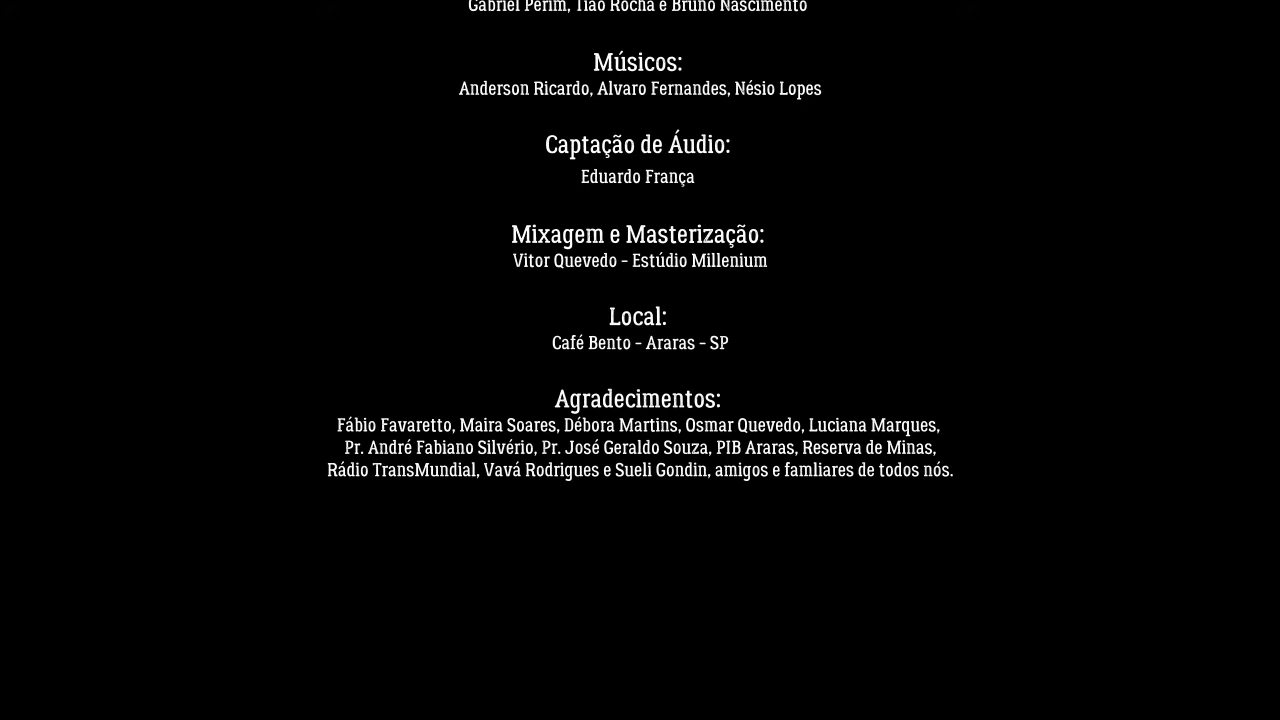 Gabriel Perim, Tião Rocha e Bruno Nascimento
Músicos:
Anderson Ricardo, Alvaro Fernandes, Nésio Lopes
Captação de Áudio:
Eduardo França
Mixagem e Masterização:
Vitor Quevedo - Estúdio Millenium
Local:
Café Bento - Araras - SP
Agradecimentos:
Fábio Favaretto, Maira Soares, Débora Martins, Osmar Quevedo, Luciana Marques,
Pr. André Fabiano Silvério, Pr. José Geraldo Souza, PIB Araras, Reserva de Minas,
Rádio TransMundial, Vavá Rodrigues e Sueli Gondin, amigos e famliares de todos nós.